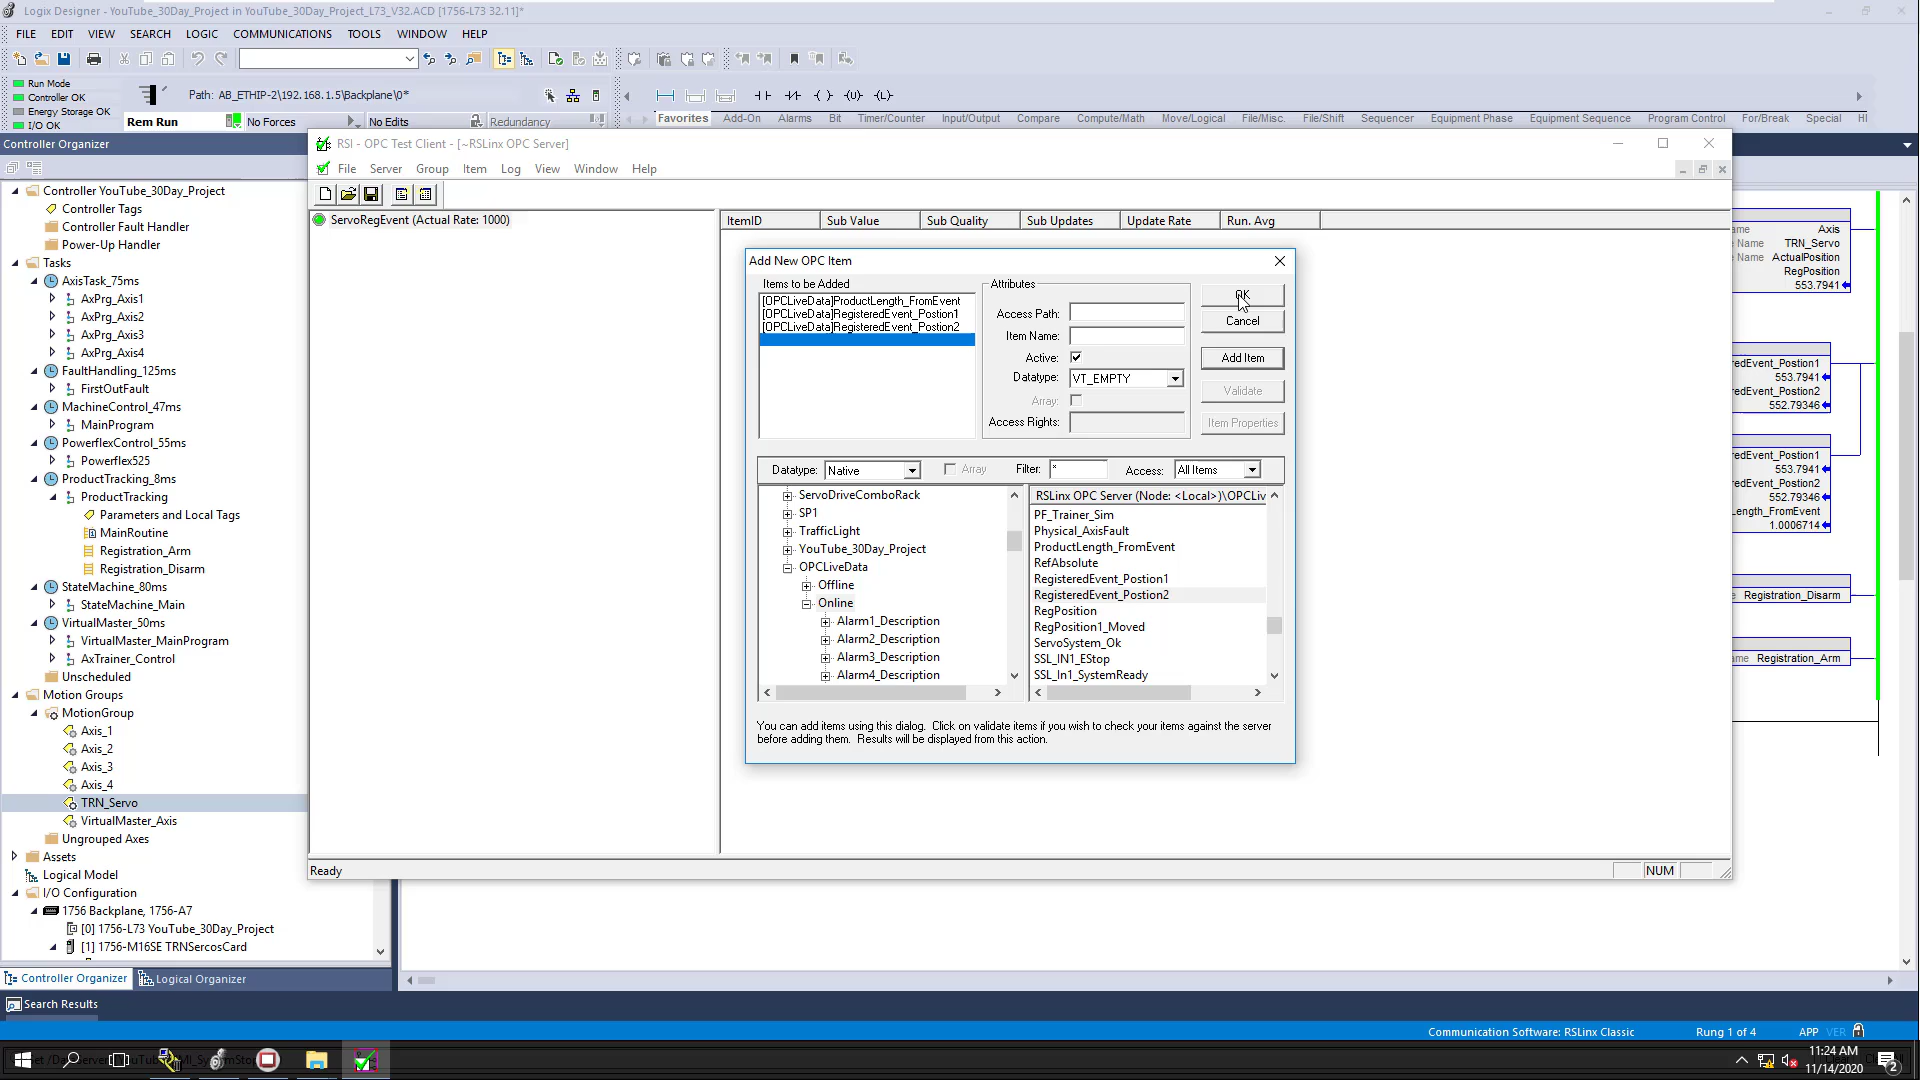 Logix Designer - YouTube_30Day_Project in YouTube_30Day_Project_L73_V32.ACD [1756-L73 32.11]*
FILE EDIT VIEW SEARCH LOGIC COMMUNICATIONS TOOLS WINDOW HELP
Run Mode
Controller OK
Energy Storage OK
I/O OK
Path: AB_ETHIP-2\192.168.1.5\Backplane\0*
Rem Run No Forces No Edits Redundancy
Favorites Add-On Alarms Bit Timer/Counter Input/Output Compare Compute/Math Move/Logical File/Misc. File/Shift Sequencer Equipment Phase Equipment Sequence Program Control For/Break Special
Controller Organizer
Controller YouTube_30Day_Project
Controller Tags
Controller Fault Handler
Power-Up Handler
Tasks
AxisTask_75ms
AxPrg_Axis1
AxPrg_Axis2
AxPrg_Axis3
AxPrg_Axis4
FaultHandling_125ms
FirstOutFault
MachineControl_47ms
MainProgram
PowerflexControl_55ms
Powerflex525
ProductTracking_8ms
ProductTracking
Parameters and Local Tags
MainRoutine
Registration_Arm
Registration_Disarm
StateMachine_80ms
StateMachine_Main
VirtualMaster_50ms
VirtualMaster_MainProgram
AxTrainer_Control
Unscheduled
Motion Groups
MotionGroup
Axis_1
Axis_2
Axis_3
Axis_4
TRN_Servo
VirtualMaster_Axis
Ungrouped Axes
Assets
Logical Model
I/O Configuration
1756 Backplane, 1756-A7
[0] 1756-L73 YouTube_30Day_Project
[1] 1756-M16SE TRNSercosCard
Controller Organizer Logical Organizer
Search Results
RSI - OPC Test Client - [~RSLinx OPC Server]
File Server Group Item Log View Window Help
ServoRegEvent (Actual Rate: 1000)
ItemID Sub Value Sub Quality Sub Updates Update Rate Run. Avg
Add New OPC Item
Items to be Added
[OPCLiveData]ProductLength_FromEvent
[OPCLiveData]RegisteredEvent_Postion1
[OPCLiveData]RegisteredEvent_Postion2
Attributes
Access Path:
Item Name:
Active:
Datatype: VT_EMPTY
Array:
Access Rights:
OK
Cancel
Add Item
Validate
Item Properties
Datatype: Native Array Filter: * Access: All Items
ServoDriveComboRack
SP1
TrafficLight
YouTube_30Day_Project
OPCLiveData
Offline
Online
Alarm1_Description
Alarm2_Description
Alarm3_Description
Alarm4_Description
RSLinx OPC Server (Node: <Local>)\OPCLiv
PF_Trainer_Sim
Physical_AxisFault
ProductLength_FromEvent
RefAbsolute
RegisteredEvent_Postion1
RegisteredEvent_Postion2
RegPosition
RegPosition1_Moved
ServoSystem_Ok
SSL_IN1_EStop
SSL_In1_SystemReady
You can add items using this dialog. Click on validate items if you wish to check your items against the server
before adding them. Results will be displayed from this action.
Ready NUM
ame Axis
e Name TRN_Servo
e Name ActualPosition
RegPosition
553.7941
edEvent_Postion1
553.7941
edEvent_Postion2
552.79346
edEvent_Postion1
553.7941
edEvent_Postion2
552.79346
Length_FromEvent
1.0006714
Registration_Disarm
ame Registration_Arm
Communication Software: RSLinx Classic Rung 1 of 4 APP VER
11:24 AM
11/14/2020
2